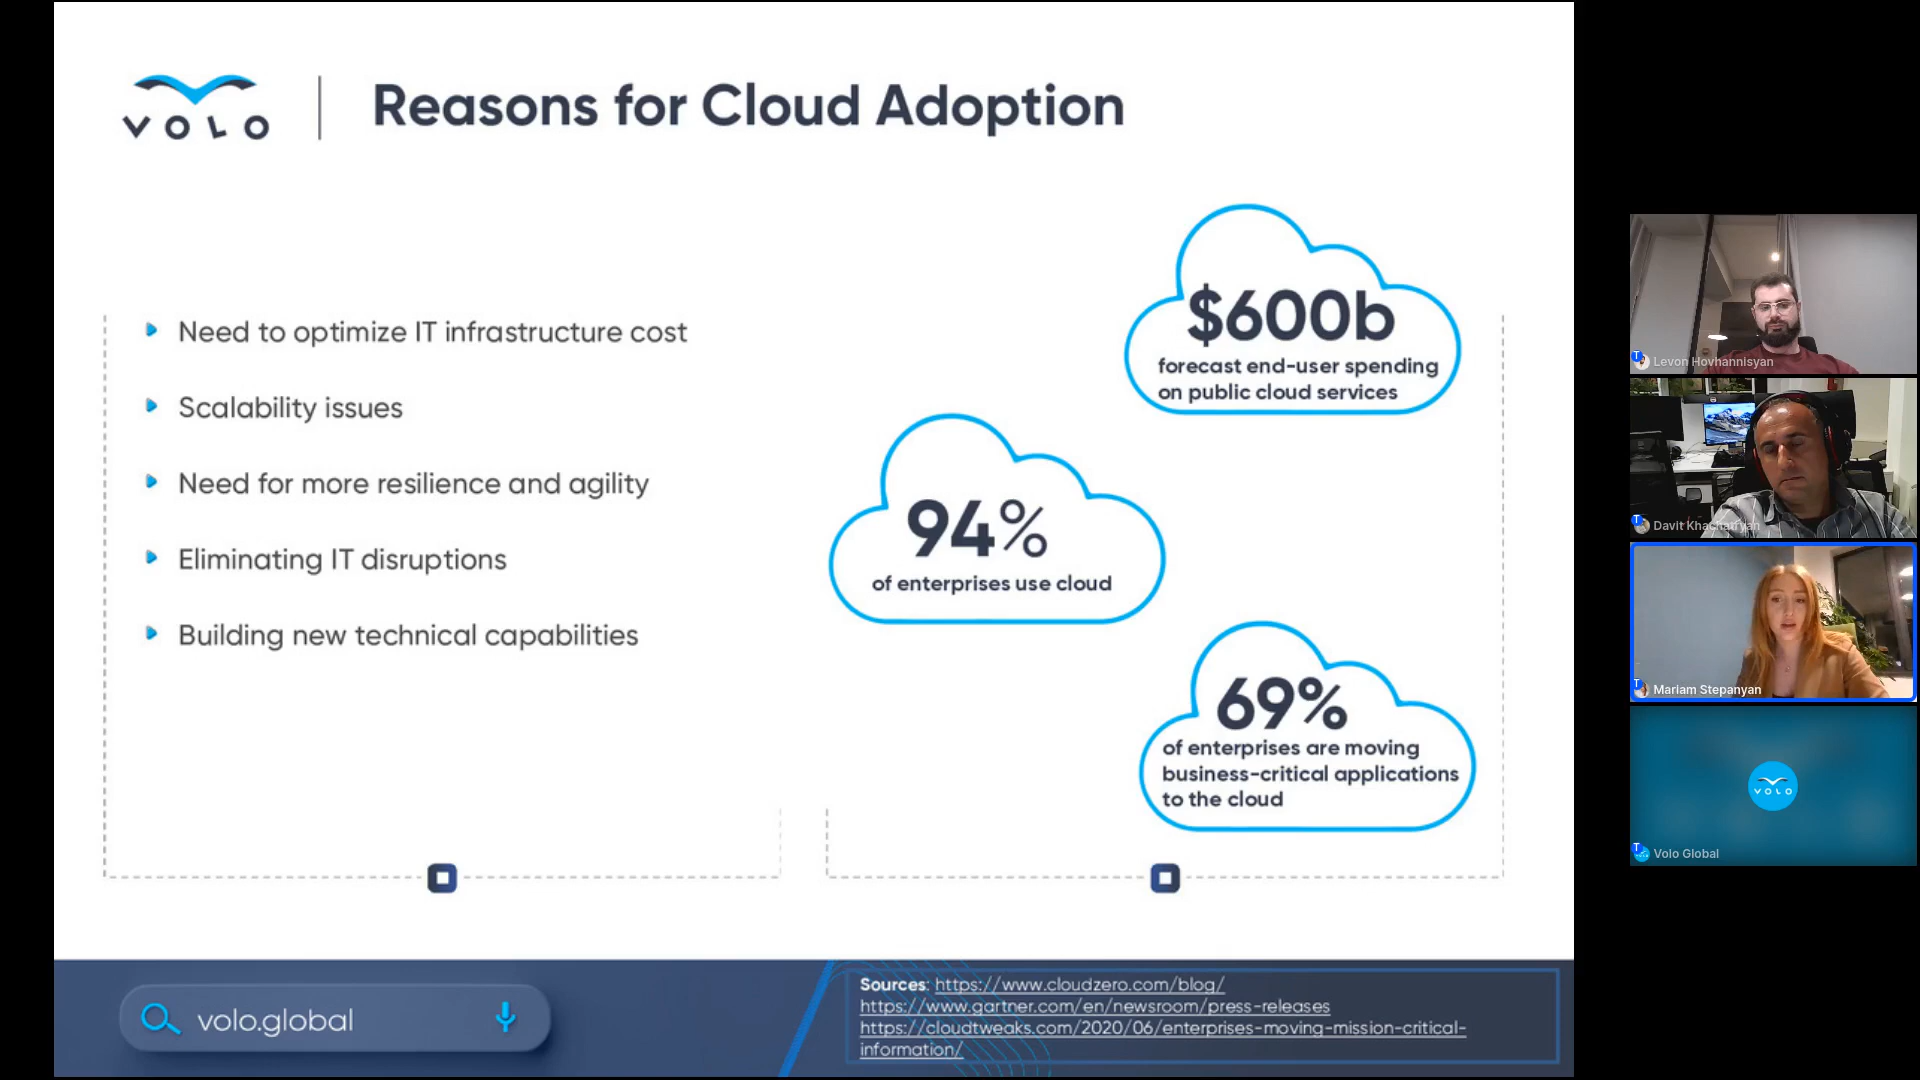 VOLO
Reasons for Cloud Adoption
Need to optimize IT infrastructure cost
Scalability issues
Need for more resilience and agility
Eliminating IT disruptions
Building new technical capabilities
$600b
forecast end-user spending
on public cloud services
94%
of enterprises use cloud
69%
of enterprises are moving
business-critical applications
to the cloud
volo.global
Sources: https://www.cloudzero.com/blog/
https://www.gartner.com/en/newsroom/press-releases
https://cloudtweaks.com/2020/06/enterprises-moving-mission-critical-
information/
T
Levon Hovhannisyan
T
Davit Khachatryan
T
Mariam Stepanyan
VOLO
T
Volo Global